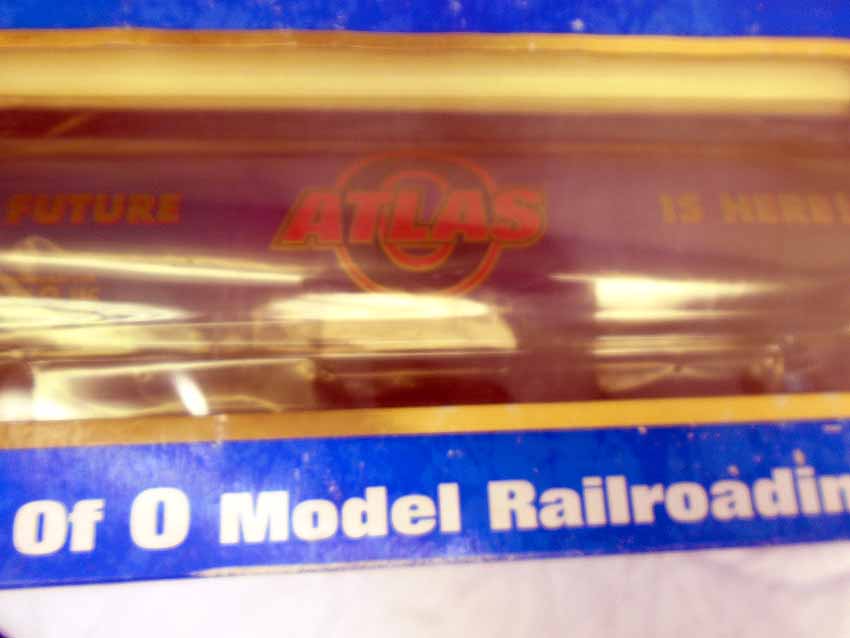 FUTURE ATLAS IS HERE!
Of O Model Railroadin